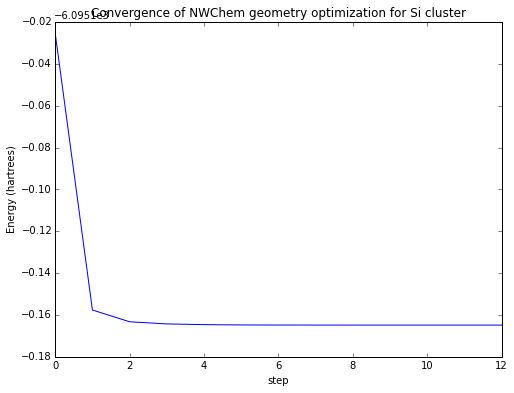 Convergence of NWChem geometry optimization for Si cluster
−6.0951e3
−0.02
−0.04
−0.06
−0.08
−0.10
−0.12
−0.14
−0.16
−0.18
Energy (hartrees)
0 2 4 6 8 10 12
step